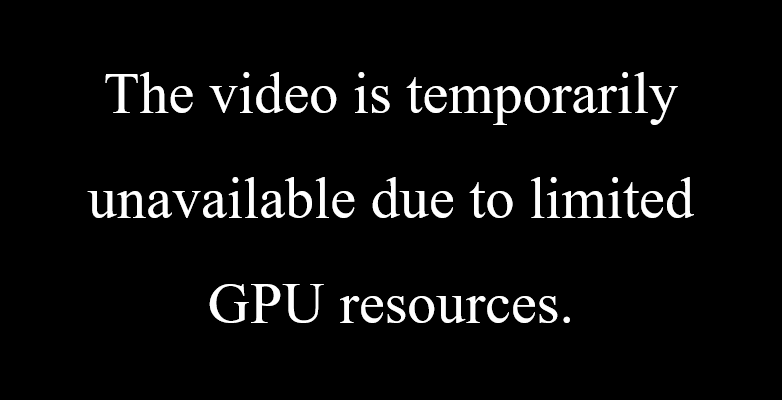 The video is temporarily
unavailable due to limited
GPU resources.